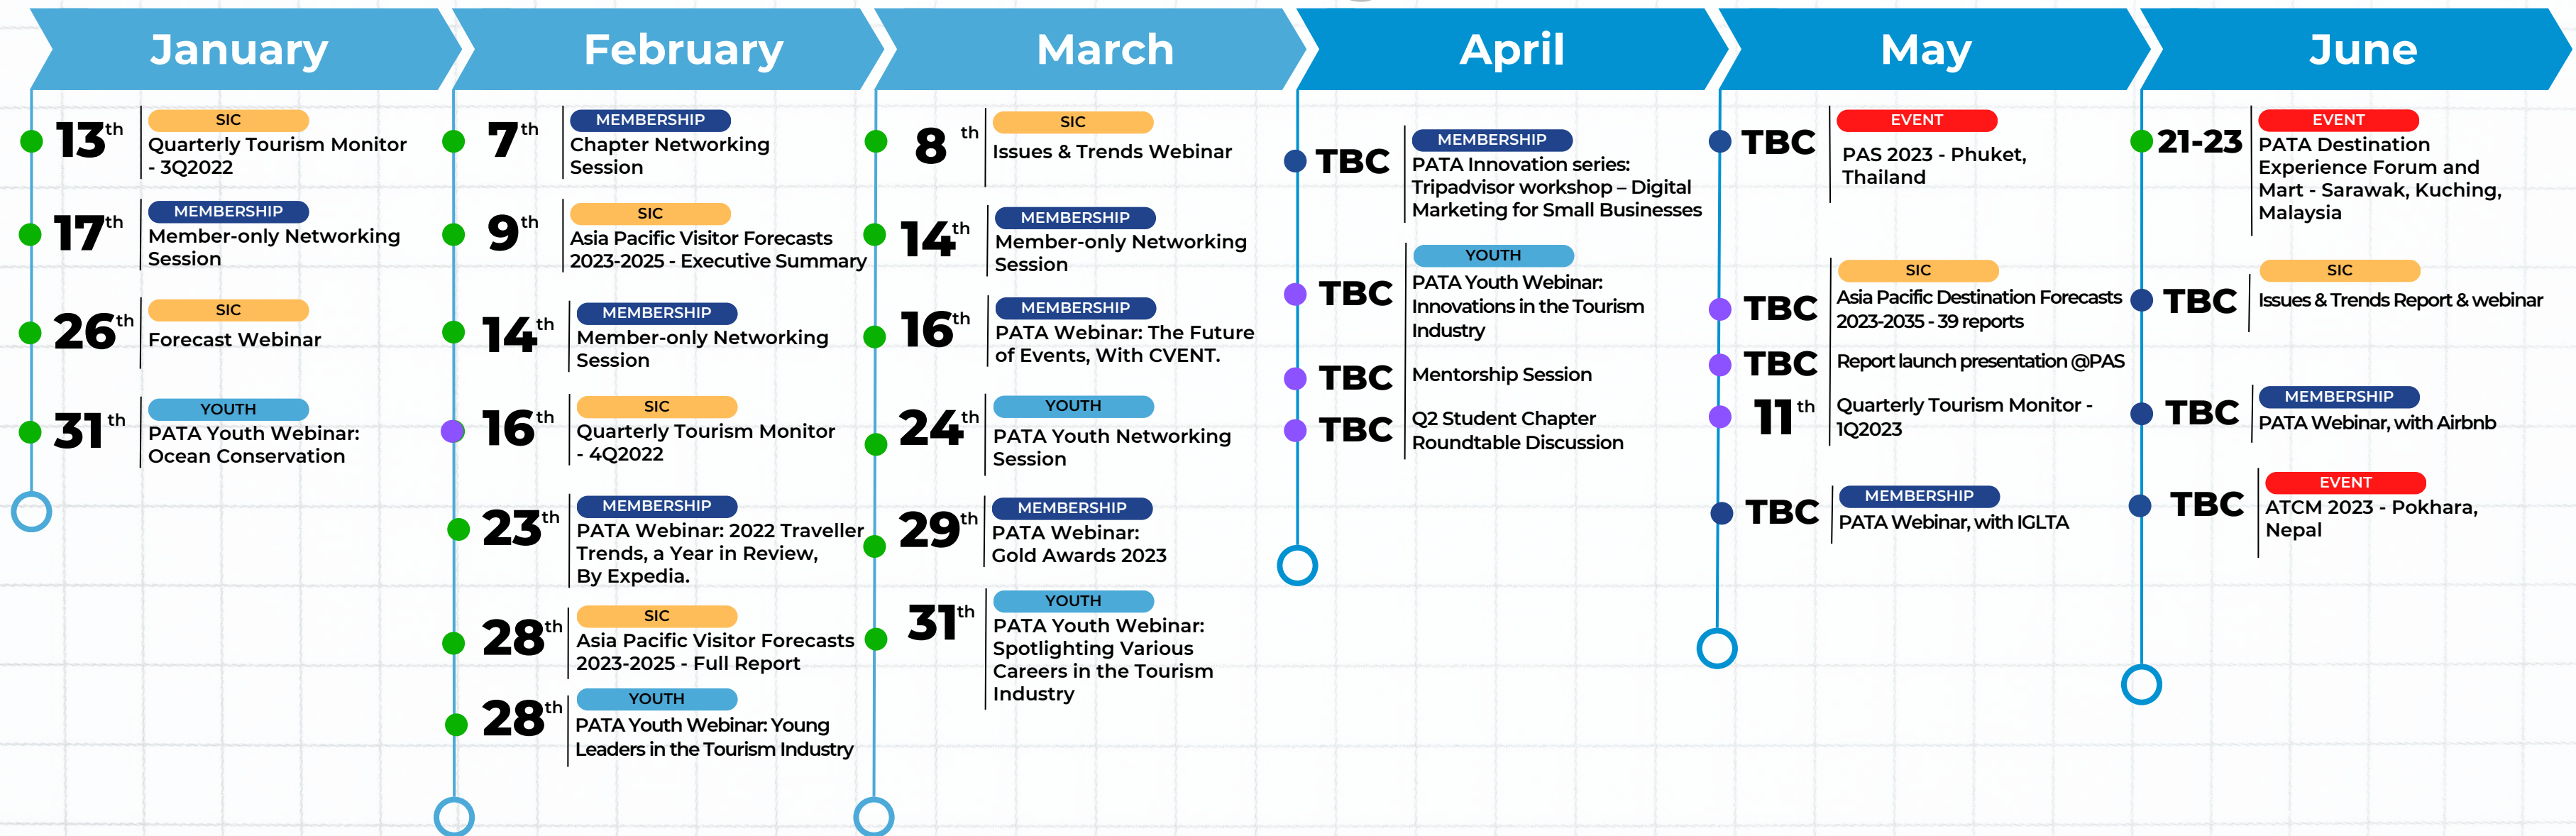 January
13th
SIC
Quarterly Tourism Monitor
- 3Q2022
17th
MEMBERSHIP
Member-only Networking
Session
26th
SIC
Forecast Webinar
31th
YOUTH
PATA Youth Webinar:
Ocean Conservation
February
7th
MEMBERSHIP
Chapter Networking
Session
9th
SIC
Asia Pacific Visitor Forecasts
2023-2025 - Executive Summary
14th
MEMBERSHIP
Member-only Networking
Session
16th
SIC
Quarterly Tourism Monitor
- 4Q2022
23th
MEMBERSHIP
PATA Webinar: 2022 Traveller
Trends, a Year in Review,
By Expedia.
28th
SIC
Asia Pacific Visitor Forecasts
2023-2025 - Full Report
28th
YOUTH
PATA Youth Webinar: Young
Leaders in the Tourism Industry
March
8 th
SIC
Issues & Trends Webinar
14th
MEMBERSHIP
Member-only Networking
Session
16th
MEMBERSHIP
PATA Webinar: The Future
of Events, With CVENT.
24th
YOUTH
PATA Youth Networking
Session
29th
MEMBERSHIP
PATA Webinar:
Gold Awards 2023
31th
YOUTH
PATA Youth Webinar:
Spotlighting Various
Careers in the Tourism
Industry
April
TBC
MEMBERSHIP
PATA Innovation series:
Tripadvisor workshop – Digital
Marketing for Small Businesses
TBC
YOUTH
PATA Youth Webinar:
Innovations in the Tourism
Industry
TBC
Mentorship Session
TBC
Q2 Student Chapter
Roundtable Discussion
May
TBC
EVENT
PAS 2023 - Phuket,
Thailand
TBC
SIC
Asia Pacific Destination Forecasts
2023-2035 - 39 reports
TBC
Report launch presentation @PAS
11th
Quarterly Tourism Monitor -
1Q2023
TBC
MEMBERSHIP
PATA Webinar, with IGLTA
June
21-23
EVENT
PATA Destination
Experience Forum and
Mart - Sarawak, Kuching,
Malaysia
TBC
SIC
Issues & Trends Report & webinar
TBC
MEMBERSHIP
PATA Webinar, with Airbnb
TBC
EVENT
ATCM 2023 - Pokhara,
Nepal